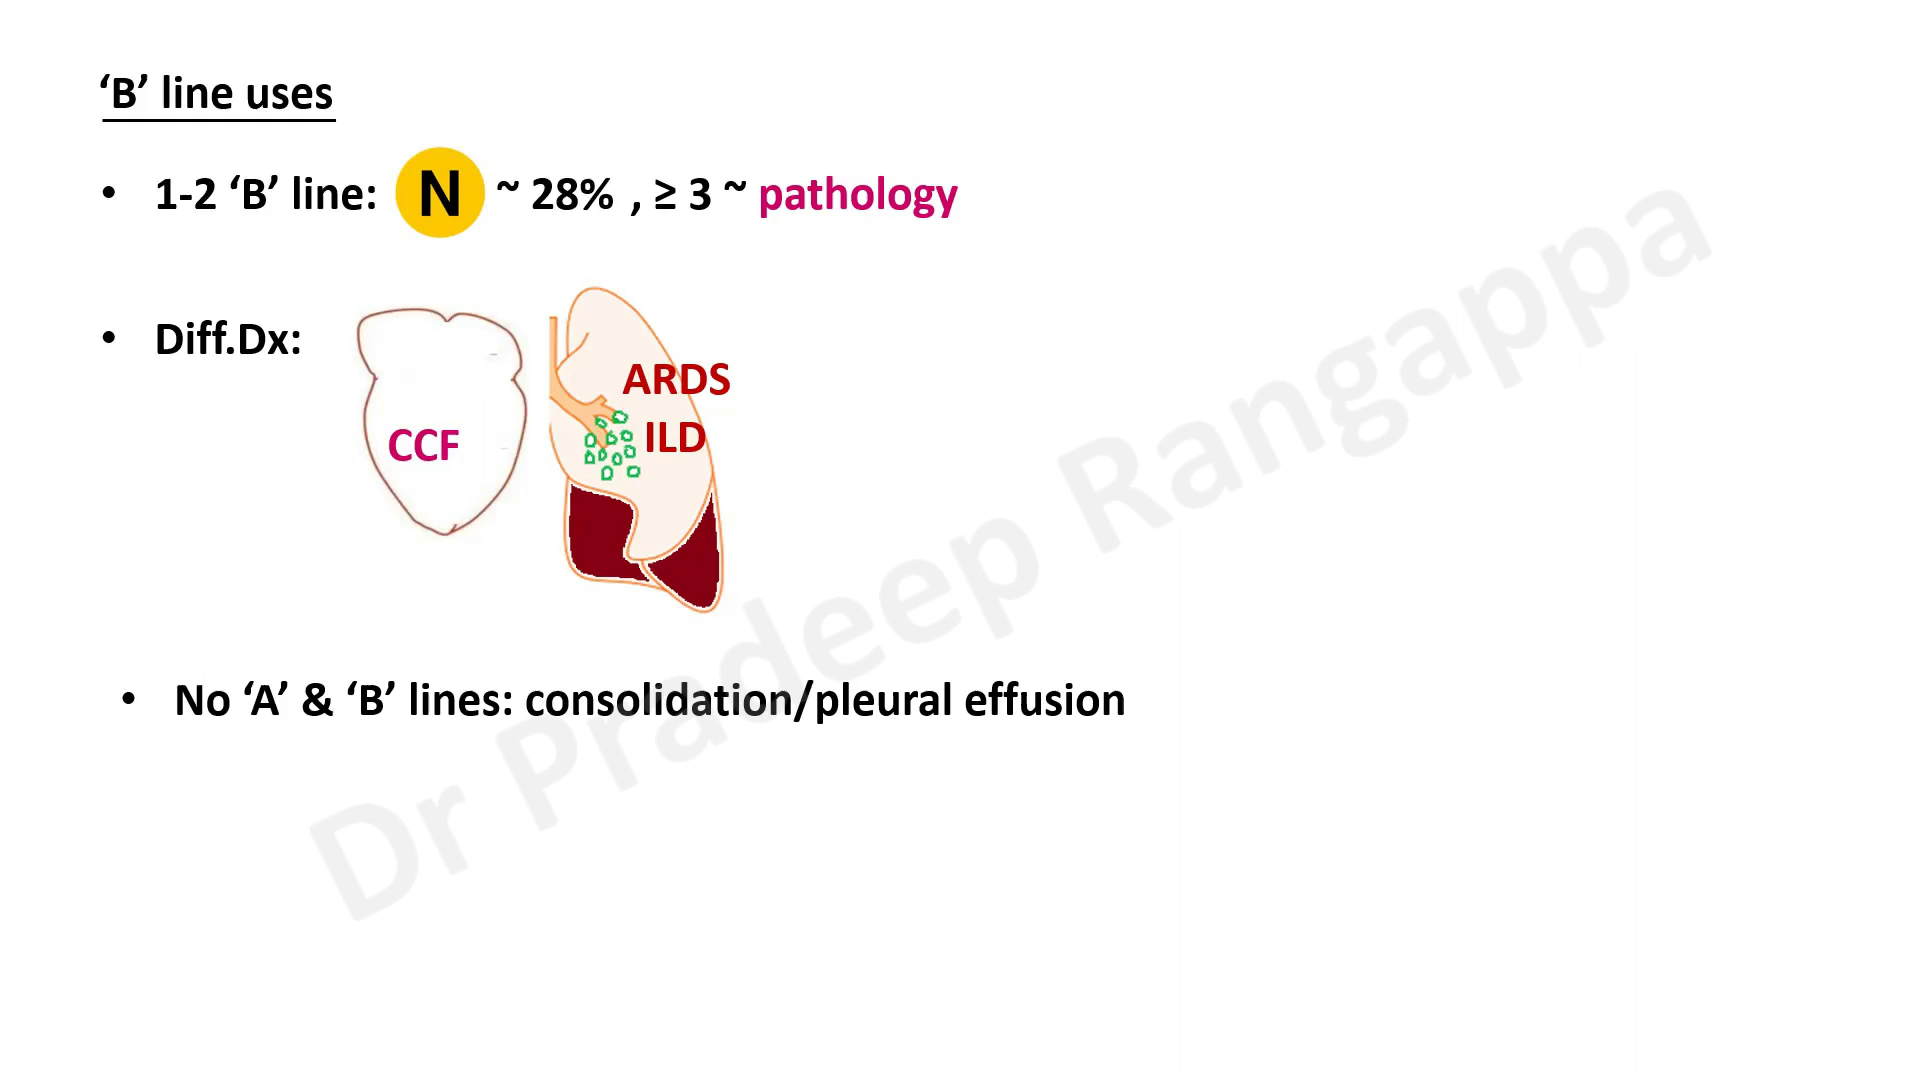 ‘B’ line uses
• 1-2 ‘B’ line: N ~ 28% , ≥ 3 ~ pathology
• Diff.Dx:
CCF
ARDS
ILD
• No ‘A’ & ‘B’ lines: consolidation/pleural effusion
Dr Pradeep Rangappa